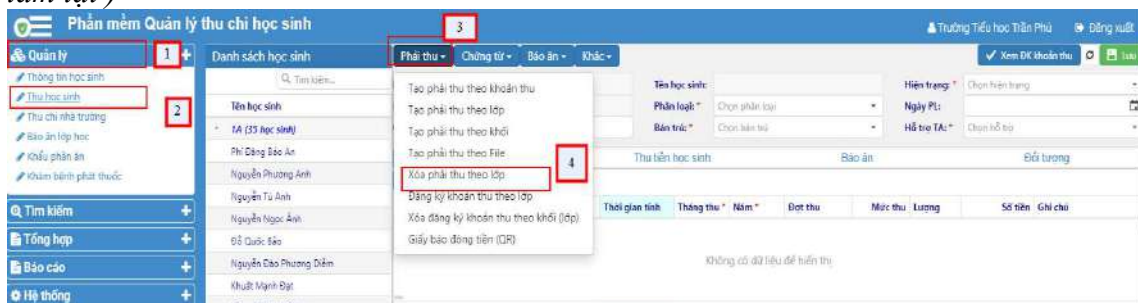 làm lại )
Phần mềm Quản lý thu chi học sinh
3
Trường Tiểu học Trần Phú
Đăng xuất
Quản lý
1
+
Danh sách học sinh
Phải thu
Chứng từ
Báo ăn
Khác
Xem ĐK khoản thu
Lưu
Thông tin học sinh
Thu học sinh
2
Thu chi nhà trường
Báo ăn lớp học
Khẩu phần ăn
Khám bệnh phát thuốc
Tìm kiếm
+
Tổng hợp
+
Báo cáo
+
Hệ thống
+
Tìm kiếm...
Tên học sinh
1A (35 học sinh)
Phí Đăng Bảo An
Nguyễn Phương Anh
Nguyễn Tú Anh
Nguyễn Ngọc Ánh
Đỗ Quốc Bảo
Nguyễn Đào Phương Diễm
Khuất Mạnh Đạt
Tạo phải thu theo khoản thu
Tạo phải thu theo lớp
Tạo phải thu theo khối
Tạo phải thu theo File
4
Xóa phải thu theo lớp
Đăng ký khoản thu theo lớp
Xóa đăng ký khoản thu theo khối (lớp)
Giấy báo đóng tiền (QR)
Tên học sinh:
Hiện trạng: *
Chọn hiện trạng
Phân loại: *
Chọn phân loại
Ngày PL:
Bán trú: *
Chọn bán trú
Hỗ trợ TA: *
Chọn hỗ trợ
Thu tiền học sinh
Báo ăn
Đối tượng
Thời gian tính
Tháng thu *
Năm *
Đợt thu
Mức thu
Lượng
Số tiền
Ghi chú
Không có dữ liệu để hiển thị